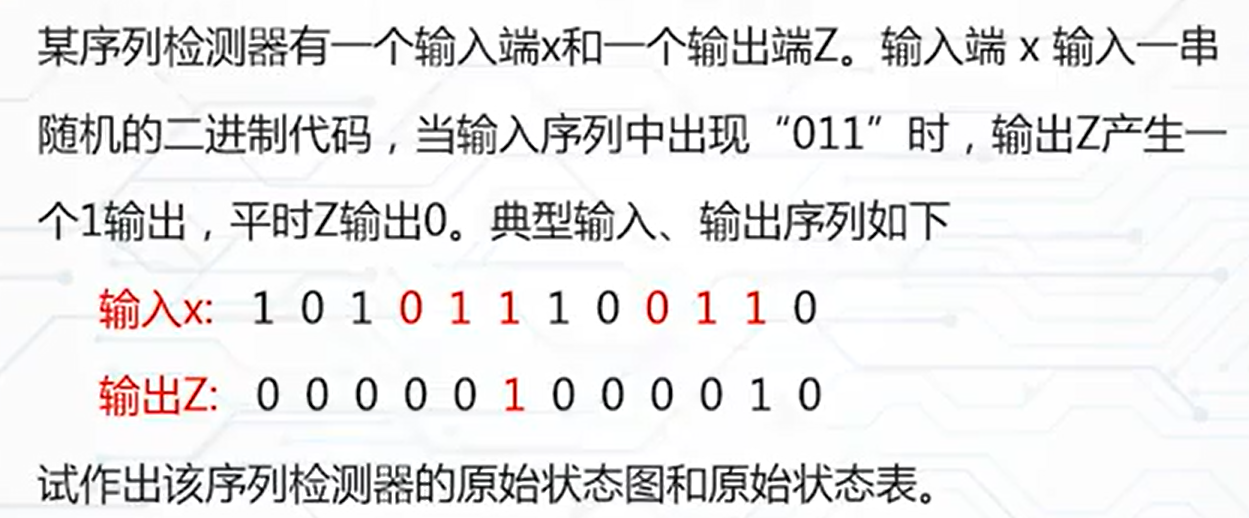 某序列检测器有一个输入端x和一个输出端Z。输入端 x 输入一串
随机的二进制代码，当输入序列中出现“011”时，输出Z产生一
个1输出，平时Z输出0。典型输入、输出序列如下
输入x: 1 0 1 0 1 1 1 0 0 1 1 0
输出Z: 0 0 0 0 0 1 0 0 0 0 1 0
试作出该序列检测器的原始状态图和原始状态表。